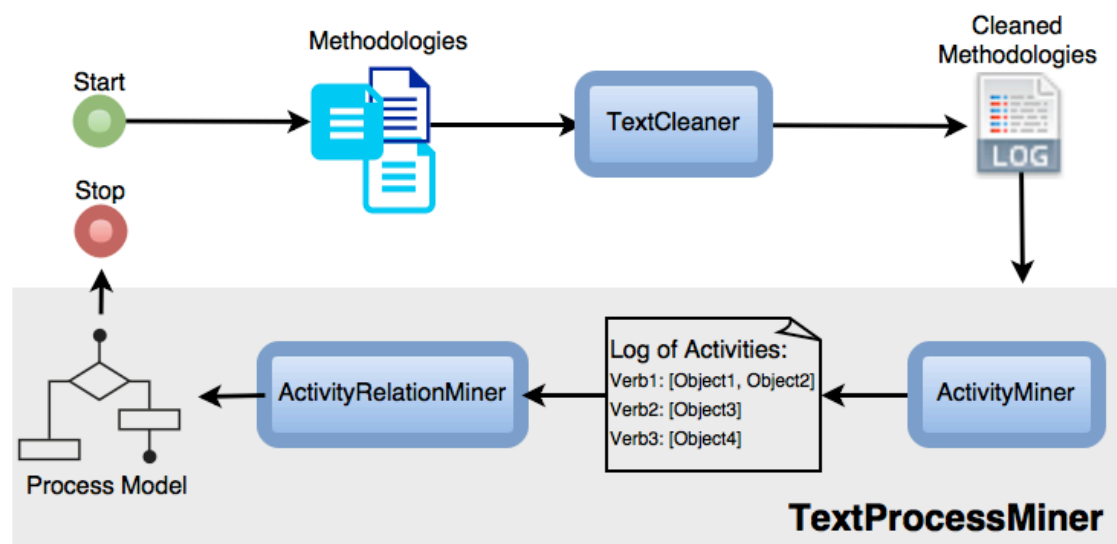 Start
Methodologies
TextCleaner
Cleaned
Methodologies
LOG
Stop
Process Model
ActivityRelationMiner
Log of Activities:
Verb1: [Object1, Object2]
Verb2: [Object3]
Verb3: [Object4]
ActivityMiner
TextProcessMiner